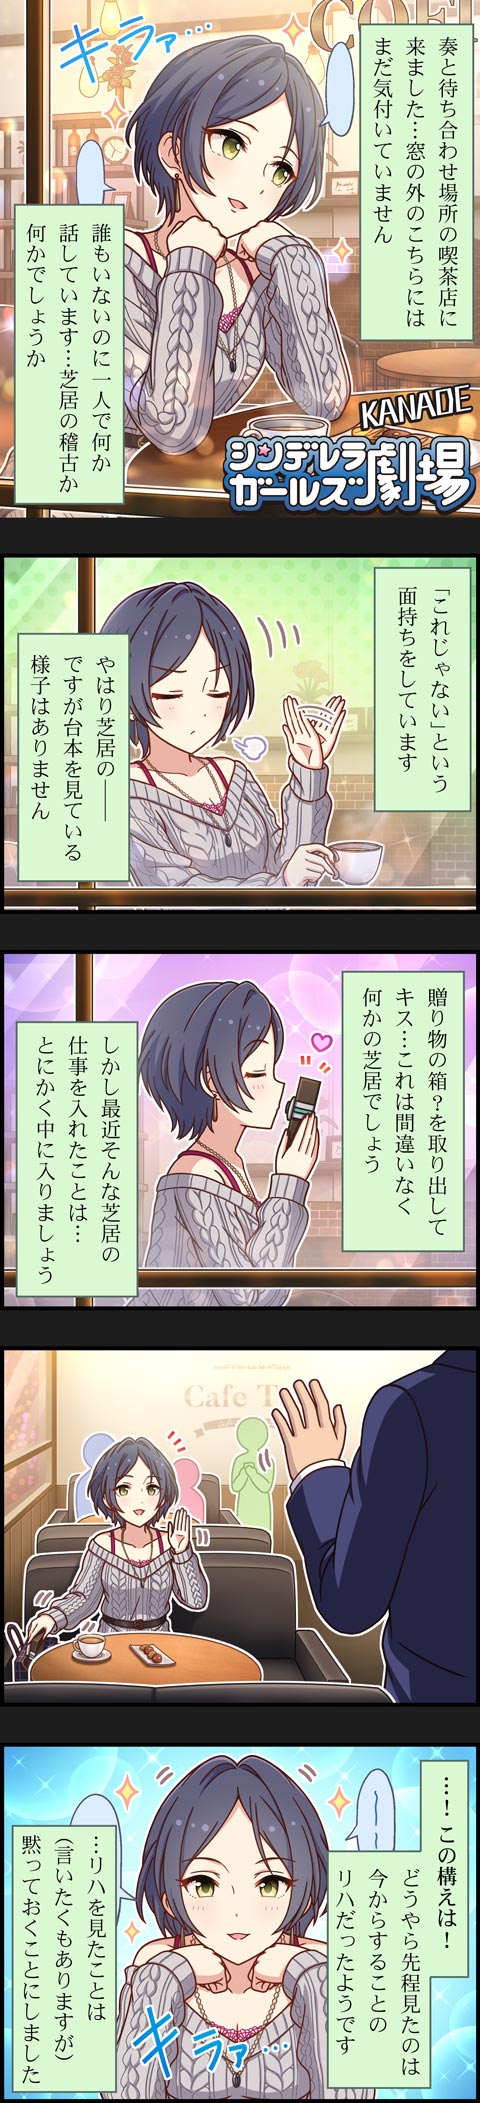 COF
キラァ…
奏と待ち合わせ場所の喫茶店に
来ました…窓の外のこちらには
まだ気付いていません
誰もいないのに一人で何か
話しています…芝居の稽古か
何かでしょうか
KANADE
シンデレラ
ガールズ劇場
「これじゃない」という
面持ちをしています
やはり芝居の――
ですが台本を見ている
様子はありません
贈り物の箱？を取り出して
キス…これは間違いなく
何かの芝居でしょう
しかし最近そんな芝居の
仕事を入れたことは…
とにかく中に入りましょう
Cafe T
…！この構えは！
どうやら先程見たのは
今からすることの
リハだったようです
…リハを見たことは
（言いたくもありますが）
黙っておくことにしました
キラァ…